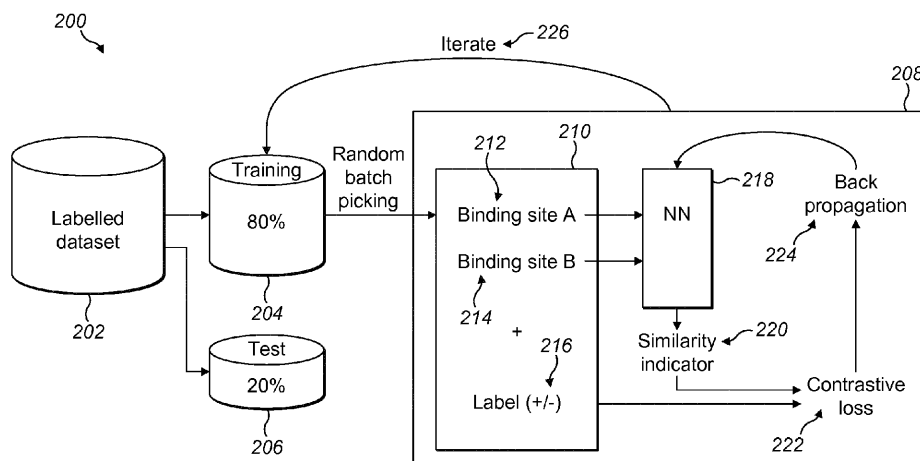 200
Iterate
226
208
Labelled
dataset
202
Training
80%
204
Test
20%
206
Random
batch
picking
210
212
Binding site A
Binding site B
214
+
216
Label (+/-)
NN
218
Similarity
indicator
220
Back
propagation
224
Contrastive
loss
222